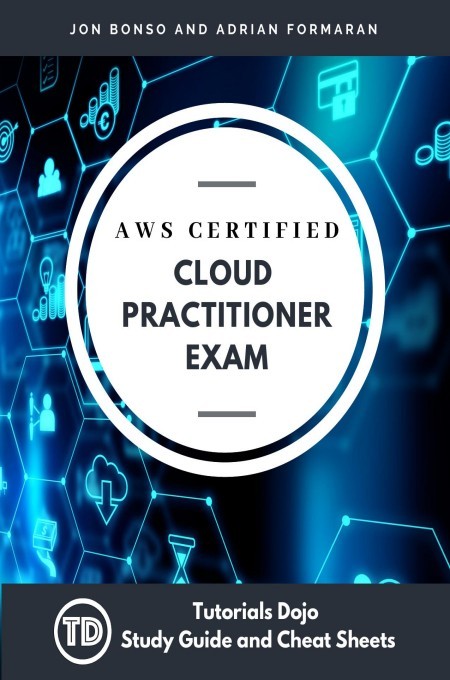 JON BONSO AND ADRIAN FORMARAN
AWS CERTIFIED
CLOUD
PRACTITIONER
EXAM
TD
Tutorials Dojo
Study Guide and Cheat Sheets